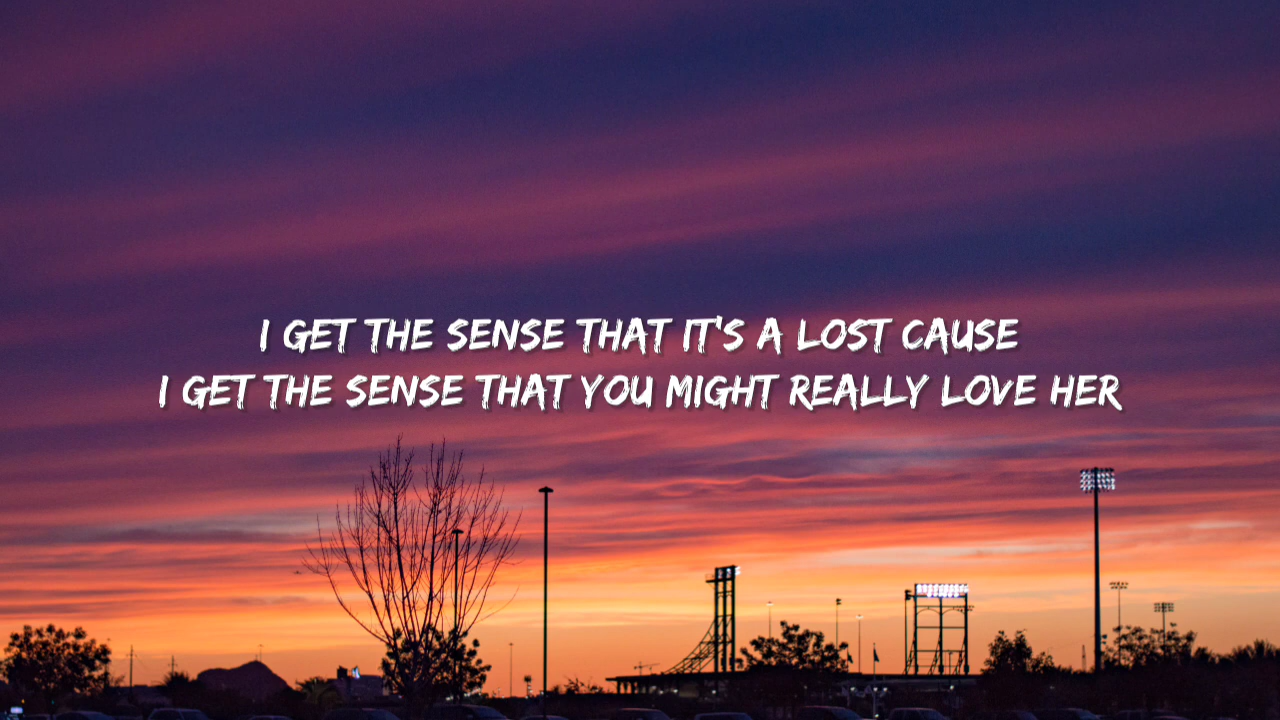 I GET THE SENSE THAT IT'S A LOST CAUSE
I GET THE SENSE THAT YOU MIGHT REALLY LOVE HER